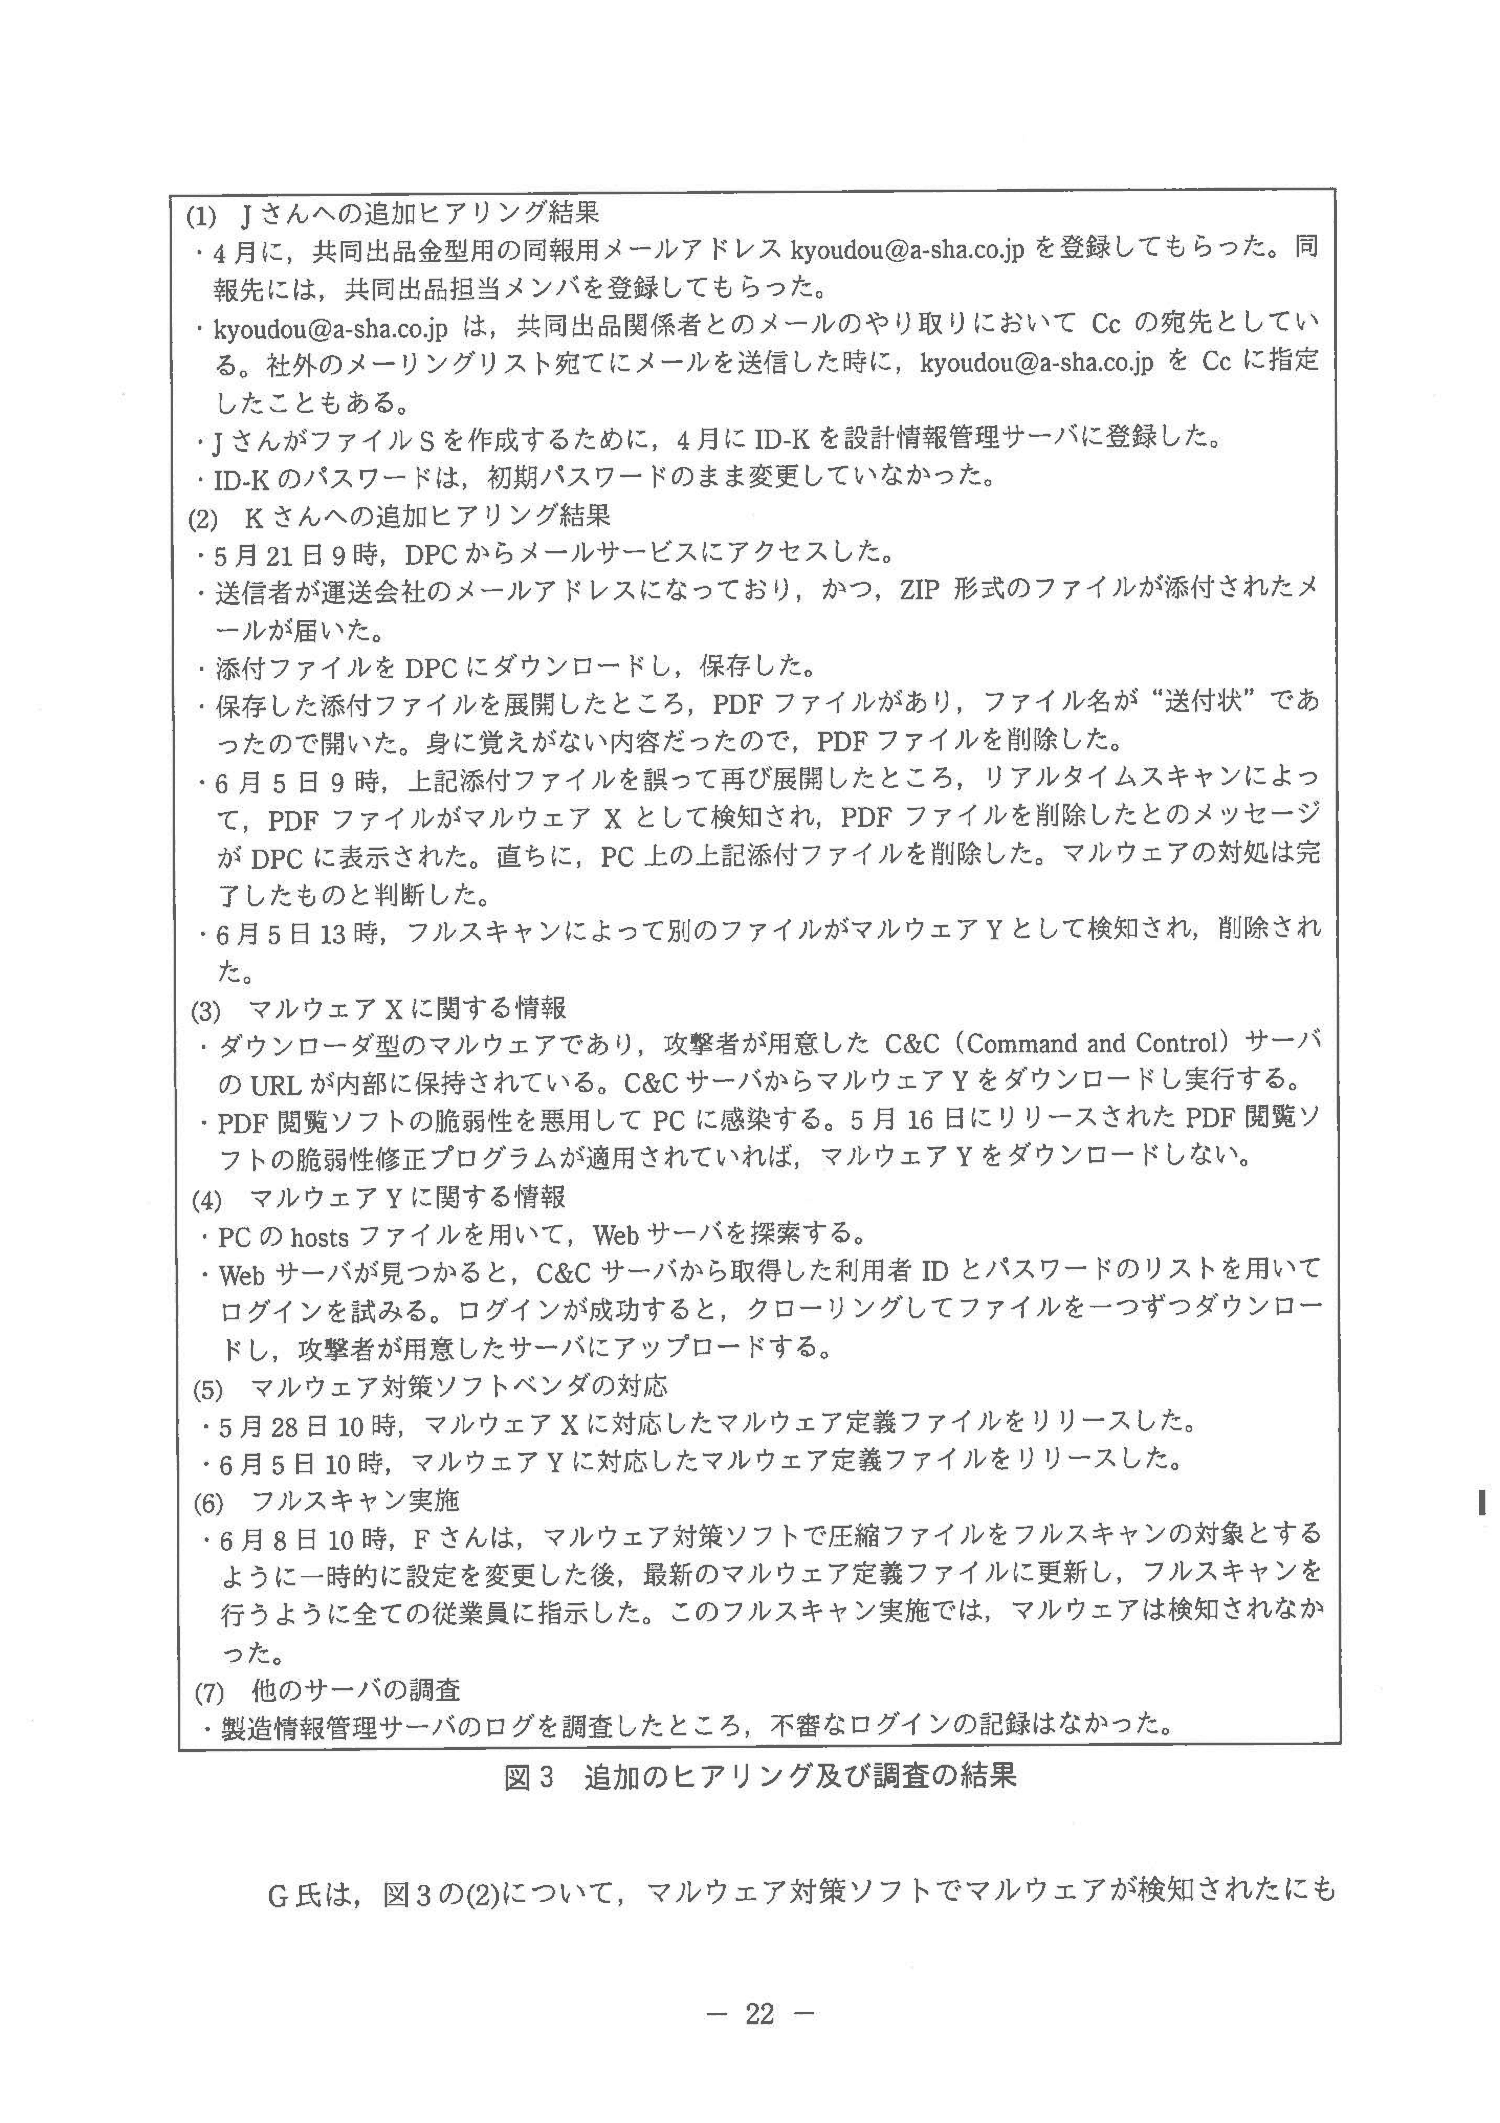 (1) Jさんへの追加ヒアリング結果
・4月に，共同出品金型用の同報用メールアドレス kyoudou@a-sha.co.jp を登録してもらった。同
報先には，共同出品担当メンバを登録してもらった。
・kyoudou@a-sha.co.jp は，共同出品関係者とのメールのやり取りにおいて Cc の宛先としてい
る。社外のメーリングリスト宛てにメールを送信した時に，kyoudou@a-sha.co.jp を Cc に指定
したこともある。
・JさんがファイルSを作成するために，4月に ID-K を設計情報管理サーバに登録した。
・ID-K のパスワードは，初期パスワードのまま変更していなかった。
(2) Kさんへの追加ヒアリング結果
・5月21日9時，DPCからメールサービスにアクセスした。
・送信者が運送会社のメールアドレスになっており，かつ，ZIP 形式のファイルが添付されたメ
ールが届いた。
・添付ファイルを DPC にダウンロードし，保存した。
・保存した添付ファイルを展開したところ，PDF ファイルがあり，ファイル名が“送付状”であ
ったので開いた。身に覚えがない内容だったので，PDF ファイルを削除した。
・6月5日9時，上記添付ファイルを誤って再び展開したところ，リアルタイムスキャンによっ
て，PDF ファイルがマルウェア X として検知され，PDF ファイルを削除したとのメッセージ
が DPC に表示された。直ちに，PC 上の上記添付ファイルを削除した。マルウェアの対処は完
了したものと判断した。
・6月5日13時，フルスキャンによって別のファイルがマルウェアYとして検知され，削除され
た。
(3) マルウェアXに関する情報
・ダウンローダ型のマルウェアであり，攻撃者が用意した C&C（Command and Control）サーバ
の URL が内部に保持されている。C&C サーバからマルウェアYをダウンロードし実行する。
・PDF 閲覧ソフトの脆弱性を悪用して PC に感染する。5月16日にリリースされた PDF 閲覧ソ
フトの脆弱性修正プログラムが適用されていれば，マルウェアYをダウンロードしない。
(4) マルウェアYに関する情報
・PC の hosts ファイルを用いて，Web サーバを探索する。
・Web サーバが見つかると，C&C サーバから取得した利用者 ID とパスワードのリストを用いて
ログインを試みる。ログインが成功すると，クローリングしてファイルを一つずつダウンロー
ドし，攻撃者が用意したサーバにアップロードする。
(5) マルウェア対策ソフトベンダの対応
・5月28日10時，マルウェアXに対応したマルウェア定義ファイルをリリースした。
・6月5日10時，マルウェアYに対応したマルウェア定義ファイルをリリースした。
(6) フルスキャン実施
・6月8日10時，Fさんは，マルウェア対策ソフトで圧縮ファイルをフルスキャンの対象とする
ように一時的に設定を変更した後，最新のマルウェア定義ファイルに更新し，フルスキャンを
行うように全ての従業員に指示した。このフルスキャン実施では，マルウェアは検知されなか
った。
(7) 他のサーバの調査
・製造情報管理サーバのログを調査したところ，不審なログインの記録はなかった。
図3 追加のヒアリング及び調査の結果
G氏は，図3の(2)について，マルウェア対策ソフトでマルウェアが検知されたにも
− 22 −